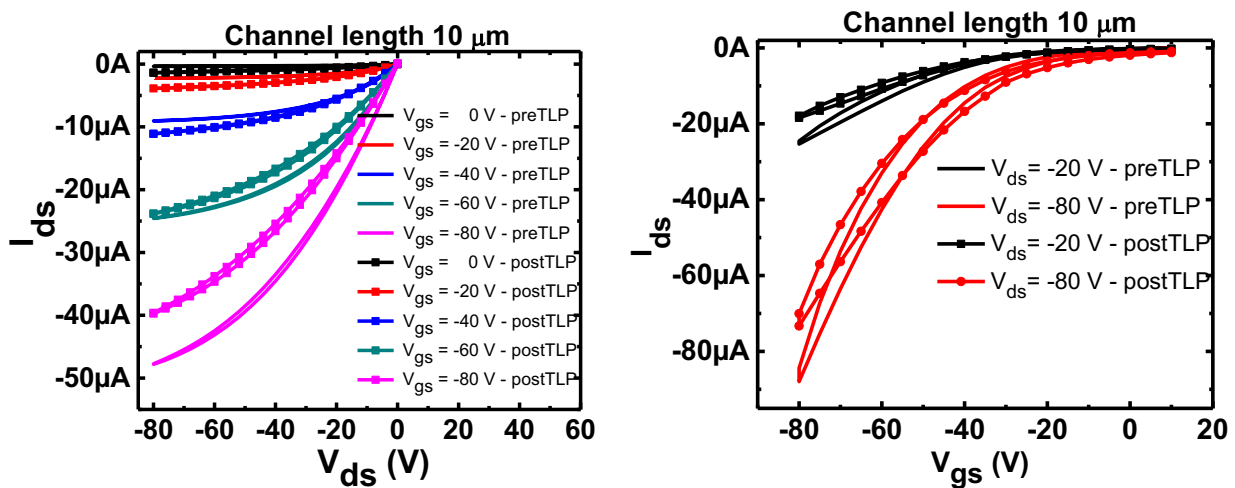 Channel length 10 μm
0A
-10μA
-20μA
-30μA
-40μA
-50μA
I_ds
V_gs = 0 V - preTLP
V_gs = -20 V - preTLP
V_gs = -40 V - preTLP
V_gs = -60 V - preTLP
V_gs = -80 V - preTLP
V_gs = 0 V - postTLP
V_gs = -20 V - postTLP
V_gs = -40 V - postTLP
V_gs = -60 V - postTLP
V_gs = -80 V - postTLP
-80 -60 -40 -20 0 20 40 60
V_ds (V)
Channel length 10 μm
0A
-20μA
-40μA
-60μA
-80μA
I_ds
V_ds= -20 V - preTLP
V_ds= -80 V - preTLP
V_ds= -20 V - postTLP
V_ds= -80 V - postTLP
-80 -60 -40 -20 0 20
V_gs (V)